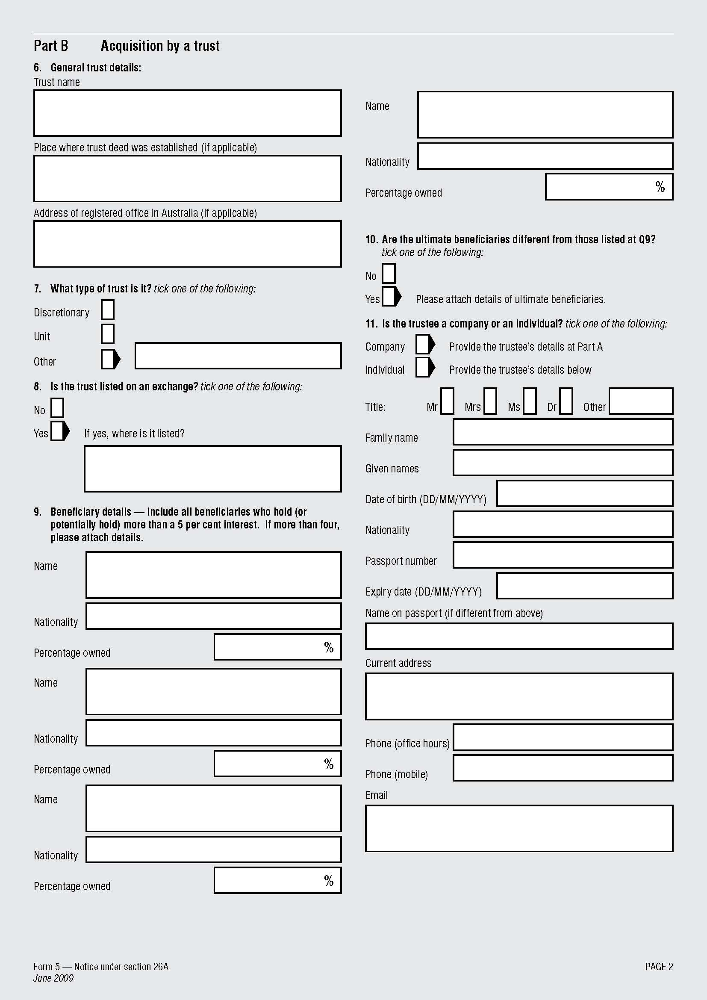 Part B Acquisition by a trust
6. General trust details:
Trust name
Place where trust deed was established (if applicable)
Address of registered office in Australia (if applicable)
7. What type of trust is it? tick one of the following:
Discretionary
Unit
Other
8. Is the trust listed on an exchange? tick one of the following:
No
Yes If yes, where is it listed?
9. Beneficiary details — include all beneficiaries who hold (or
potentially hold) more than a 5 per cent interest. If more than four,
please attach details.
Name
Nationality
Percentage owned %
Name
Nationality
Percentage owned %
Name
Nationality
Percentage owned %
Name
Nationality
Percentage owned %
10. Are the ultimate beneficiaries different from those listed at Q9?
tick one of the following:
No
Yes Please attach details of ultimate beneficiaries.
11. Is the trustee a company or an individual? tick one of the following:
Company Provide the trustee's details at Part A
Individual Provide the trustee's details below
Title: Mr Mrs Ms Dr Other
Family name
Given names
Date of birth (DD/MM/YYYY)
Nationality
Passport number
Expiry date (DD/MM/YYYY)
Name on passport (if different from above)
Current address
Phone (office hours)
Phone (mobile)
Email
Form 5 — Notice under section 26A PAGE 2
June 2009